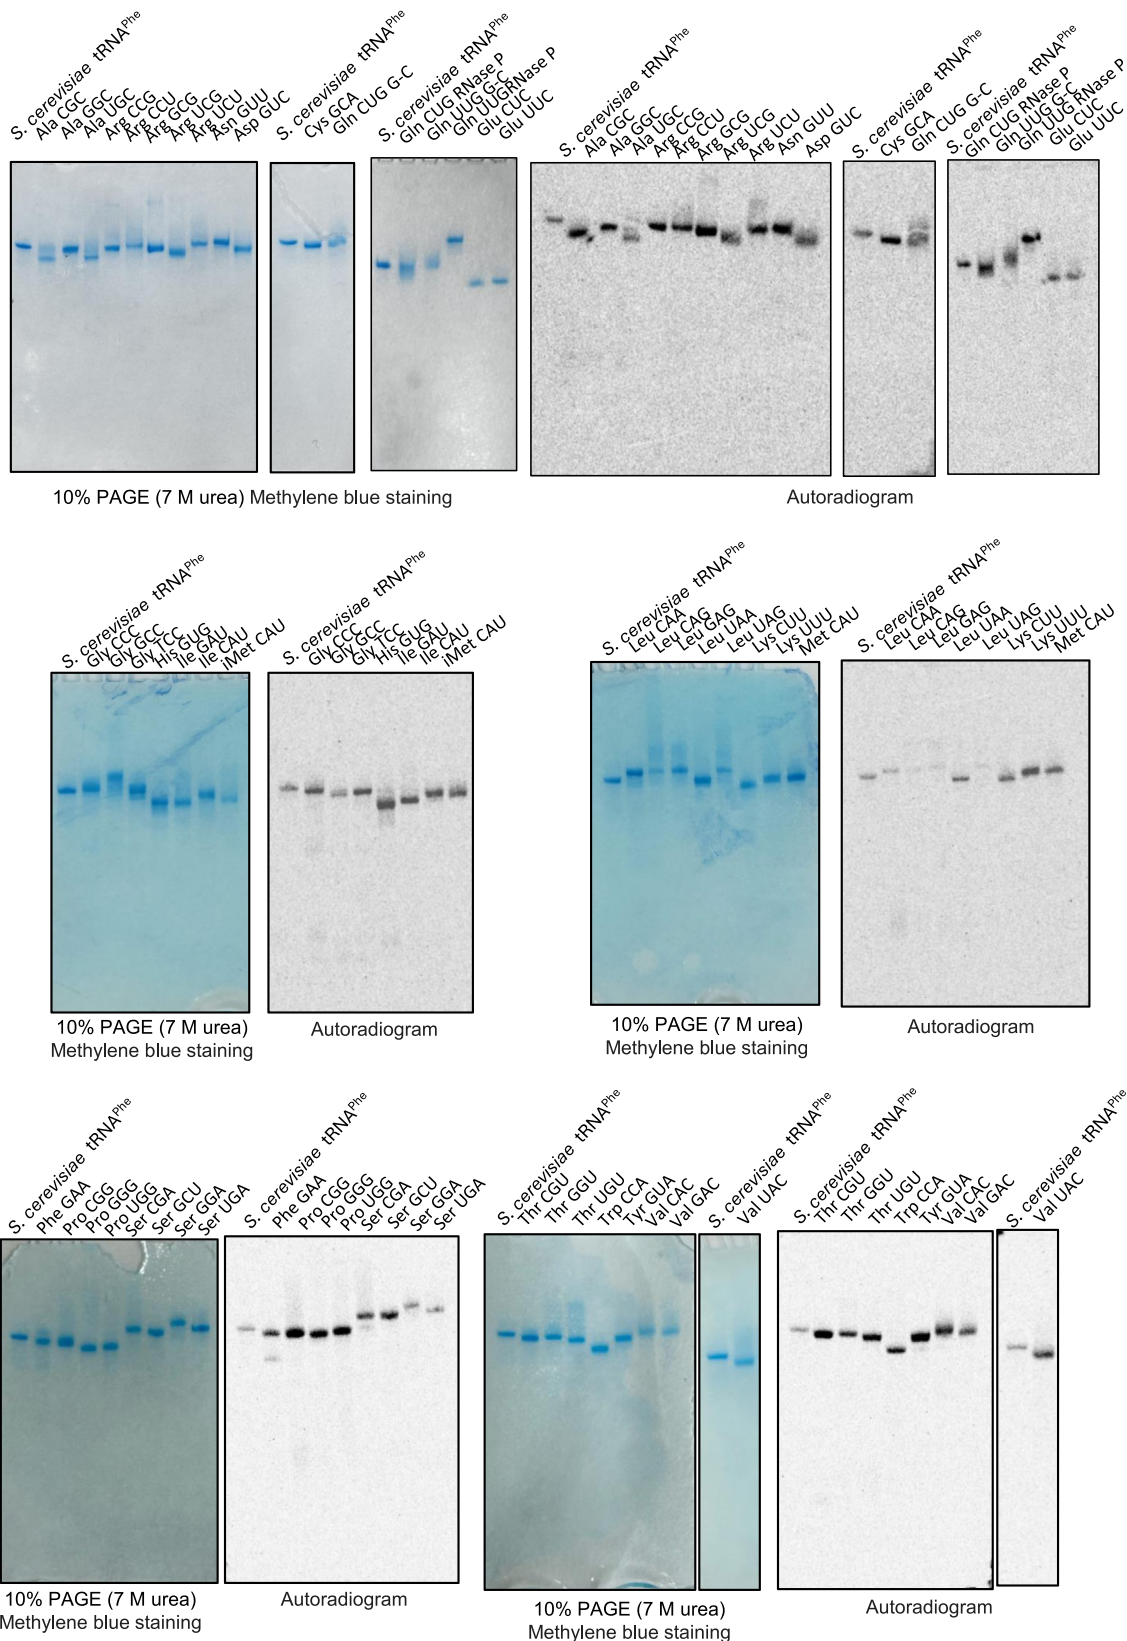 S. cerevisiae tRNAPhe
Ala CGC
Ala GGC
Ala UGC
Arg CCG
Arg CCU
Arg GCG
Arg UCG
Arg UCU
Asn GUU
Asp GUC
S. cerevisiae tRNAPhe
Cys GCA
Gln CUG G-C
S. cerevisiae tRNAPhe
Gln CUG RNase P
Gln UUG G-C
Gln UUGRNase P
Glu CUC
Glu UUC
S. cerevisiae tRNAPhe
Ala CGC
Ala GGC
Ala UGC
Arg CCG
Arg CCU
Arg GCG
Arg UCG
Arg UCU
Asn GUU
Asp GUC
S. cerevisiae tRNAPhe
Cys GCA
Gln CUG G-C
S. cerevisiae tRNAPhe
Gln CUG RNase P
Gln UUG G-C
Gln UUG RNase P
Glu CUC
Glu UUC
10% PAGE (7 M urea) Methylene blue staining
Autoradiogram
S. cerevisiae tRNAPhe
Gly CCC
Gly GCC
Gly TCC
His GUG
Ile GAU
Ile CAU
iMet CAU
S. cerevisiae tRNAPhe
Gly CCC
Gly GCC
Gly TCC
His GUG
Ile GAU
Ile CAU
iMet CAU
S. cerevisiae tRNAPhe
Leu CAA
Leu CAG
Leu GAG
Leu UAA
Leu UAG
Lys CUU
Lys UUU
Met CAU
S. cerevisiae tRNAPhe
Leu CAA
Leu CAG
Leu GAG
Leu UAA
Leu UAG
Lys CUU
Lys UUU
Met CAU
10% PAGE (7 M urea)
Methylene blue staining
Autoradiogram
10% PAGE (7 M urea)
Methylene blue staining
Autoradiogram
S. cerevisiae tRNAPhe
Phe GAA
Pro CGG
Pro GGG
Pro UGG
Ser CGA
Ser GCU
Ser GGA
Ser UGA
S. cerevisiae tRNAPhe
Phe GAA
Pro CGG
Pro GGG
Pro UGG
Ser CGA
Ser GCU
Ser GGA
Ser UGA
S. cerevisiae tRNAPhe
Thr CGU
Thr GGU
Thr UGU
Trp CCA
Tyr GUA
Val CAC
Val GAC
S. cerevisiae tRNAPhe
Val UAC
S. cerevisiae tRNAPhe
Thr CGU
Thr GGU
Thr UGU
Trp CCA
Tyr GUA
Val CAC
Val GAC
S. cerevisiae tRNAPhe
Val UAC
10% PAGE (7 M urea)
Methylene blue staining
Autoradiogram
10% PAGE (7 M urea)
Methylene blue staining
Autoradiogram